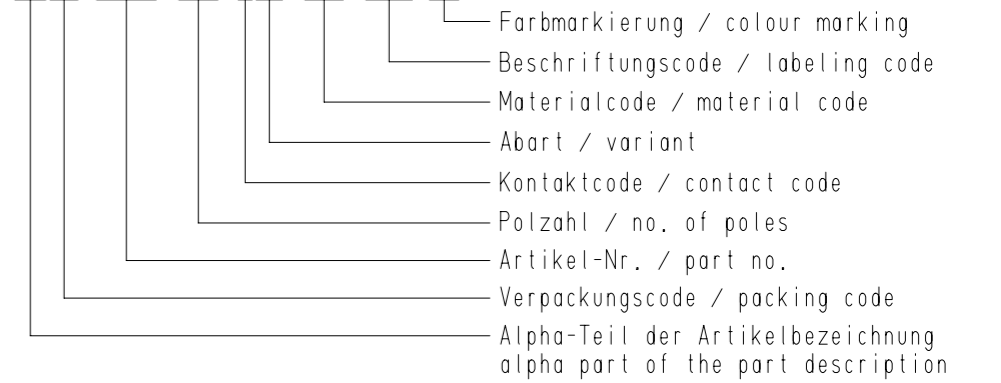 Farbmarkierung / colour marking
Beschriftungscode / labeling code
Materialcode / material code
Abart / variant
Kontaktcode / contact code
Polzahl / no. of poles
Artikel-Nr. / part no.
Verpackungscode / packing code
Alpha-Teil der Artikelbezeichnung
alpha part of the part description